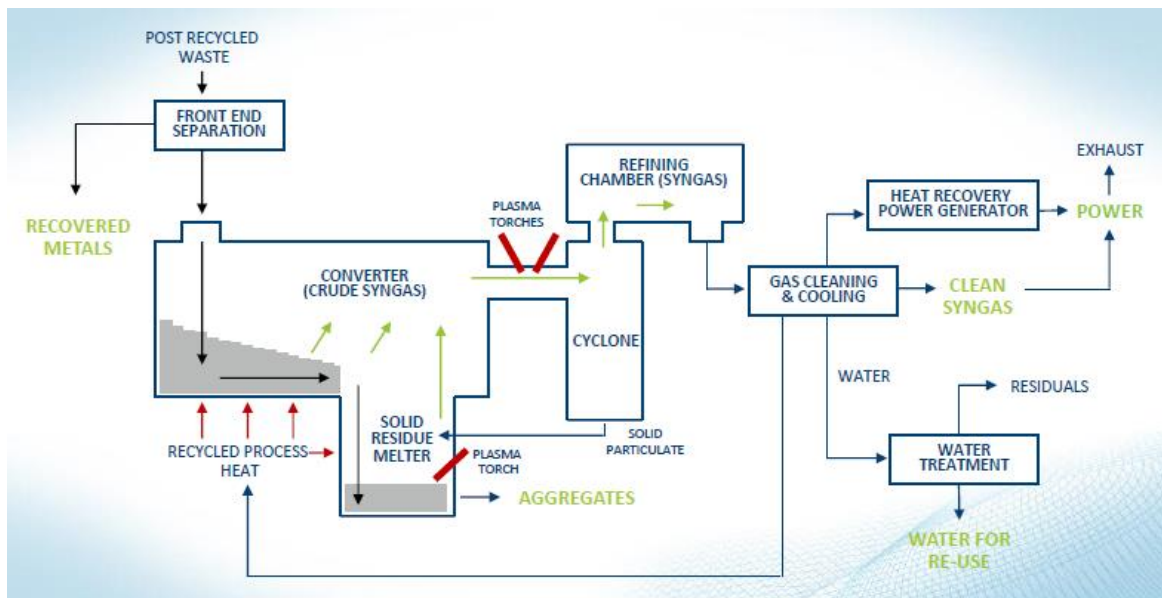 POST RECYCLED
WASTE
FRONT END
SEPARATION
RECOVERED
METALS
CONVERTER
(CRUDE SYNGAS)
PLASMA
TORCHES
REFINING
CHAMBER (SYNGAS)
CYCLONE
SOLID
PARTICULATE
SOLID
RESIDUE
MELTER
PLASMA
TORCH
RECYCLED PROCESS
HEAT
AGGREGATES
GAS CLEANING
& COOLING
HEAT RECOVERY
POWER GENERATOR
EXHAUST
POWER
CLEAN
SYNGAS
WATER
RESIDUALS
WATER
TREATMENT
WATER FOR
RE-USE